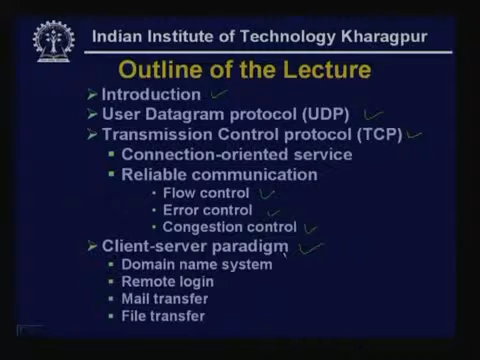 Indian Institute of Technology Kharagpur
Outline of the Lecture
Introduction
User Datagram protocol (UDP)
Transmission Control protocol (TCP)
Connection-oriented service
Reliable communication
Flow control
Error control
Congestion control
Client-server paradigm
Domain name system
Remote login
Mail transfer
File transfer